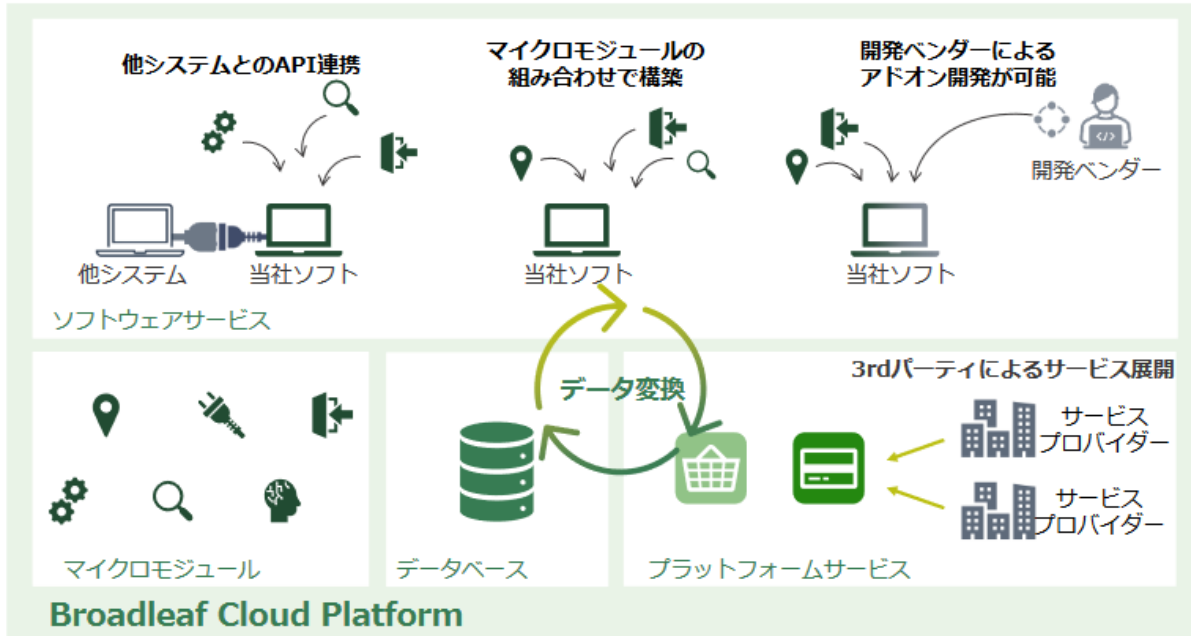 他システムとのAPI連携
マイクロモジュールの
組み合わせで構築
開発ベンダーによる
アドオン開発が可能
開発ベンダー
他システム
当社ソフト
当社ソフト
当社ソフト
ソフトウェアサービス
データ変換
3rdパーティによるサービス展開
サービス
プロバイダー
サービス
プロバイダー
マイクロモジュール
データベース
プラットフォームサービス
Broadleaf Cloud Platform